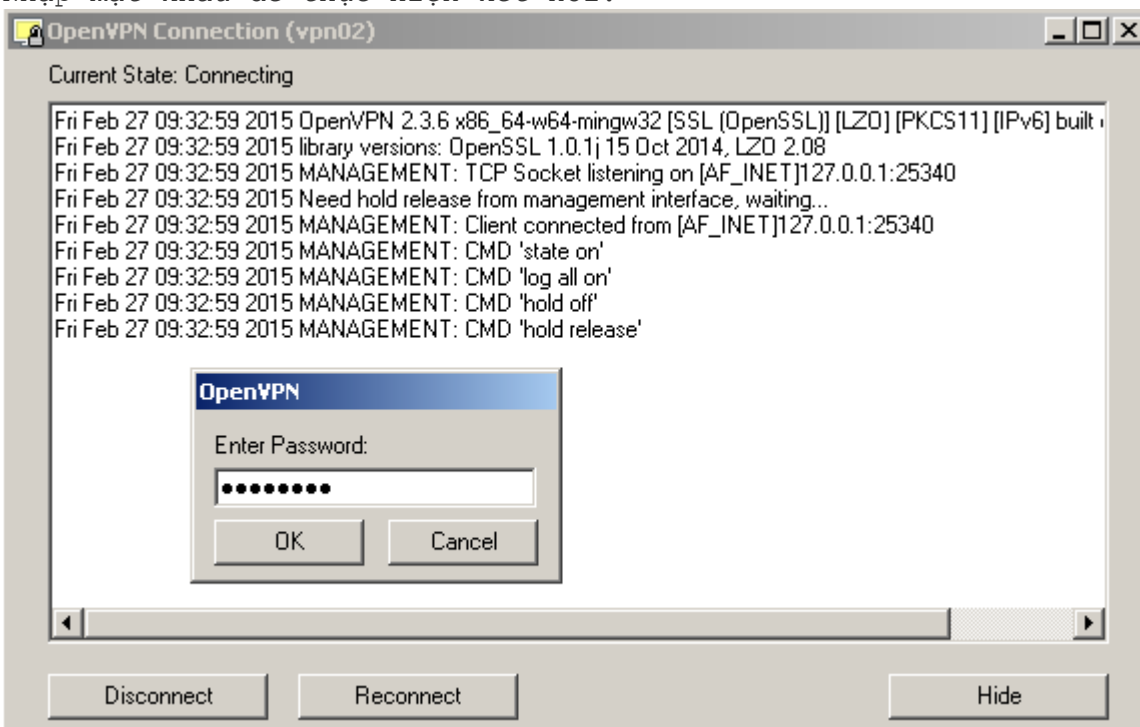 OpenVPN Connection (vpn02)
Current State: Connecting
Fri Feb 27 09:32:59 2015 OpenVPN 2.3.6 x86_64-w64-mingw32 [SSL (OpenSSL)] [LZO] [PKCS11] [IPv6] built
Fri Feb 27 09:32:59 2015 library versions: OpenSSL 1.0.1j 15 Oct 2014, LZO 2.08
Fri Feb 27 09:32:59 2015 MANAGEMENT: TCP Socket listening on [AF_INET]127.0.0.1:25340
Fri Feb 27 09:32:59 2015 Need hold release from management interface, waiting...
Fri Feb 27 09:32:59 2015 MANAGEMENT: Client connected from [AF_INET]127.0.0.1:25340
Fri Feb 27 09:32:59 2015 MANAGEMENT: CMD 'state on'
Fri Feb 27 09:32:59 2015 MANAGEMENT: CMD 'log all on'
Fri Feb 27 09:32:59 2015 MANAGEMENT: CMD 'hold off'
Fri Feb 27 09:32:59 2015 MANAGEMENT: CMD 'hold release'
OpenVPN
Enter Password:
OK Cancel
Disconnect Reconnect Hide